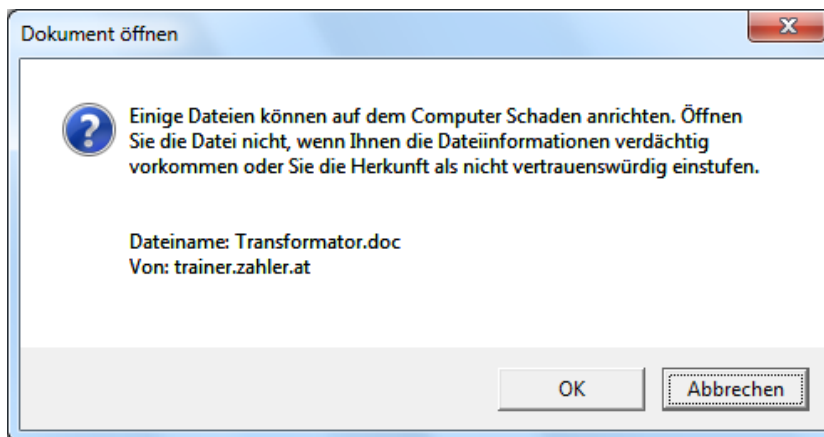 Dokument öffnen
Einige Dateien können auf dem Computer Schaden anrichten. Öffnen
Sie die Datei nicht, wenn Ihnen die Dateiinformationen verdächtig
vorkommen oder Sie die Herkunft als nicht vertrauenswürdig einstufen.
Dateiname: Transformator.doc
Von: trainer.zahler.at
OK
Abbrechen